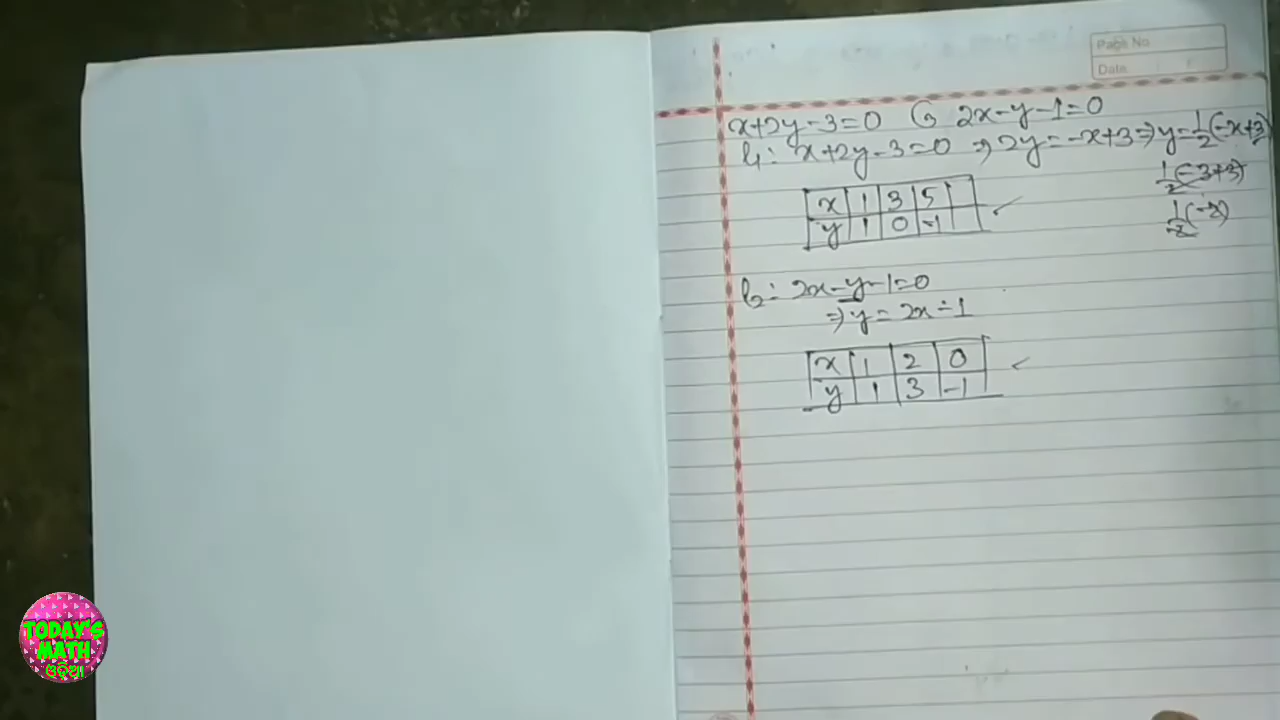 Page No
Date
x+2y-3=0 ଓ 2x-y-1=0
L₁: x+2y-3=0 ⇒ 2y=-x+3 ⇒ y=1/2(-x+3)
1/2(-3+3)
x 1 3 5
1/2(-2)
y 1 0 -1
L₂: 2x-y-1=0
⇒ y=2x-1
x 1 2 0
y 1 3 -1
TODAY'S
MATH
ଓଡ଼ିଆ